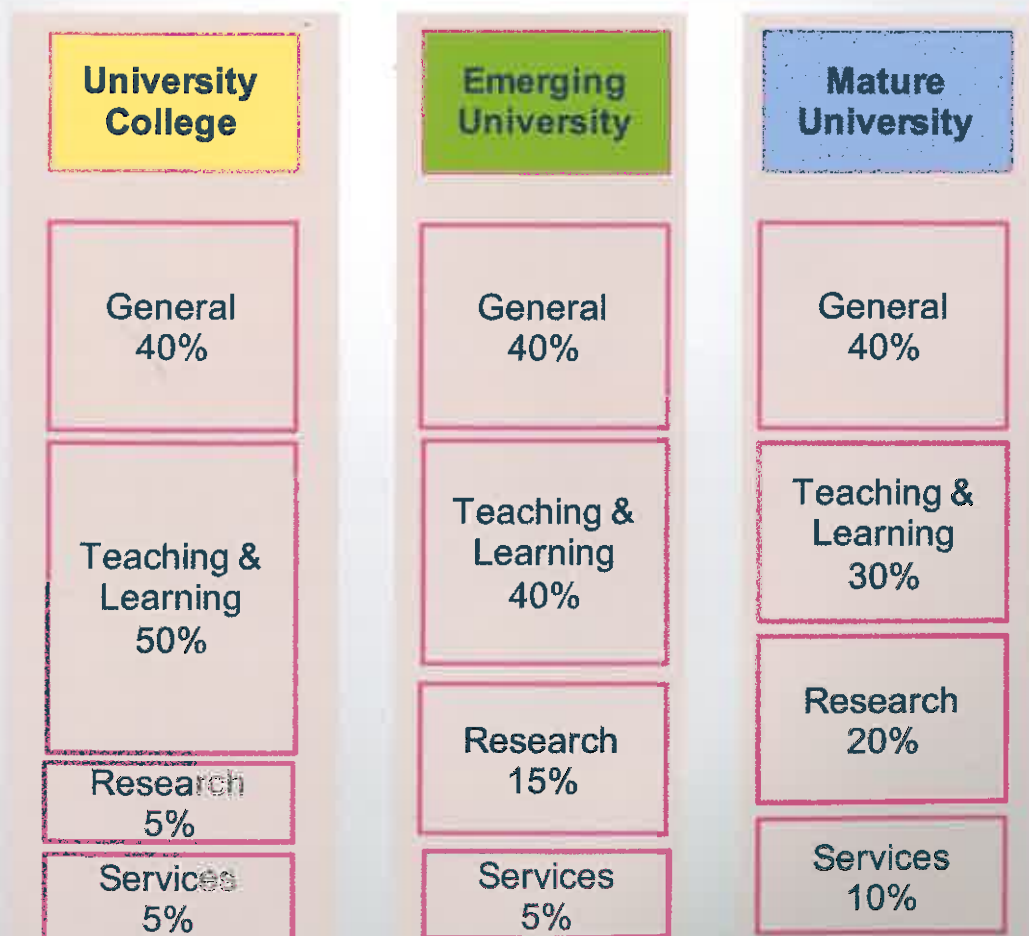 University
College
General
40%
Teaching &
Learning
50%
Research
5%
Services
5%
Emerging
University
General
40%
Teaching &
Learning
40%
Research
15%
Services
5%
Mature
University
General
40%
Teaching &
Learning
30%
Research
20%
Services
10%